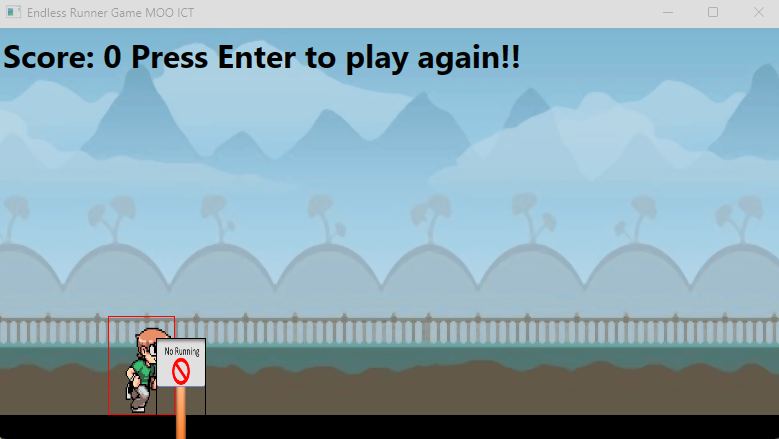 Endless Runner Game MOO ICT
Score: 0 Press Enter to play again!!
No Running